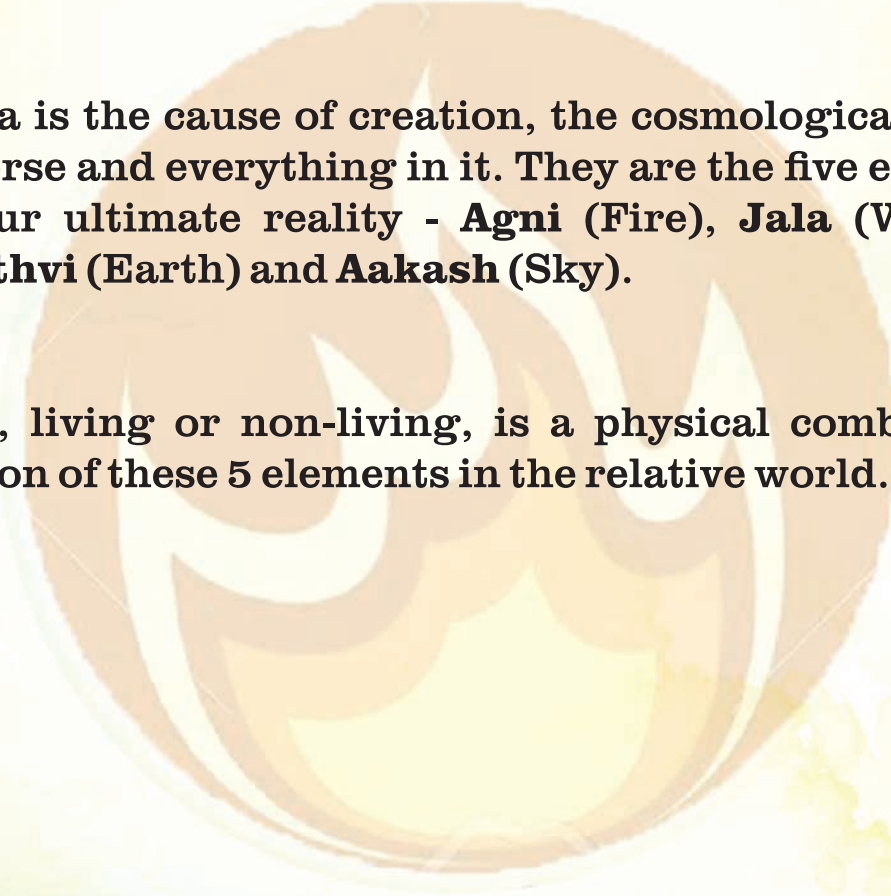 a is the cause of creation, the cosmologica
rse and everything in it. They are the five e
ur ultimate reality - Agni (Fire), Jala (W
thvi (Earth) and Aakash (Sky).
, living or non-living, is a physical comb
on of these 5 elements in the relative world.